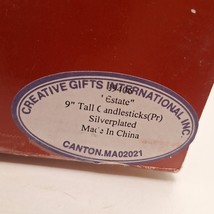 CREATIVE GIFTS INTERNATIONAL, INC
"Estate"
9" Tall Candlesticks(Pr)
Silverplated
Made In China
CANTON.MA02021